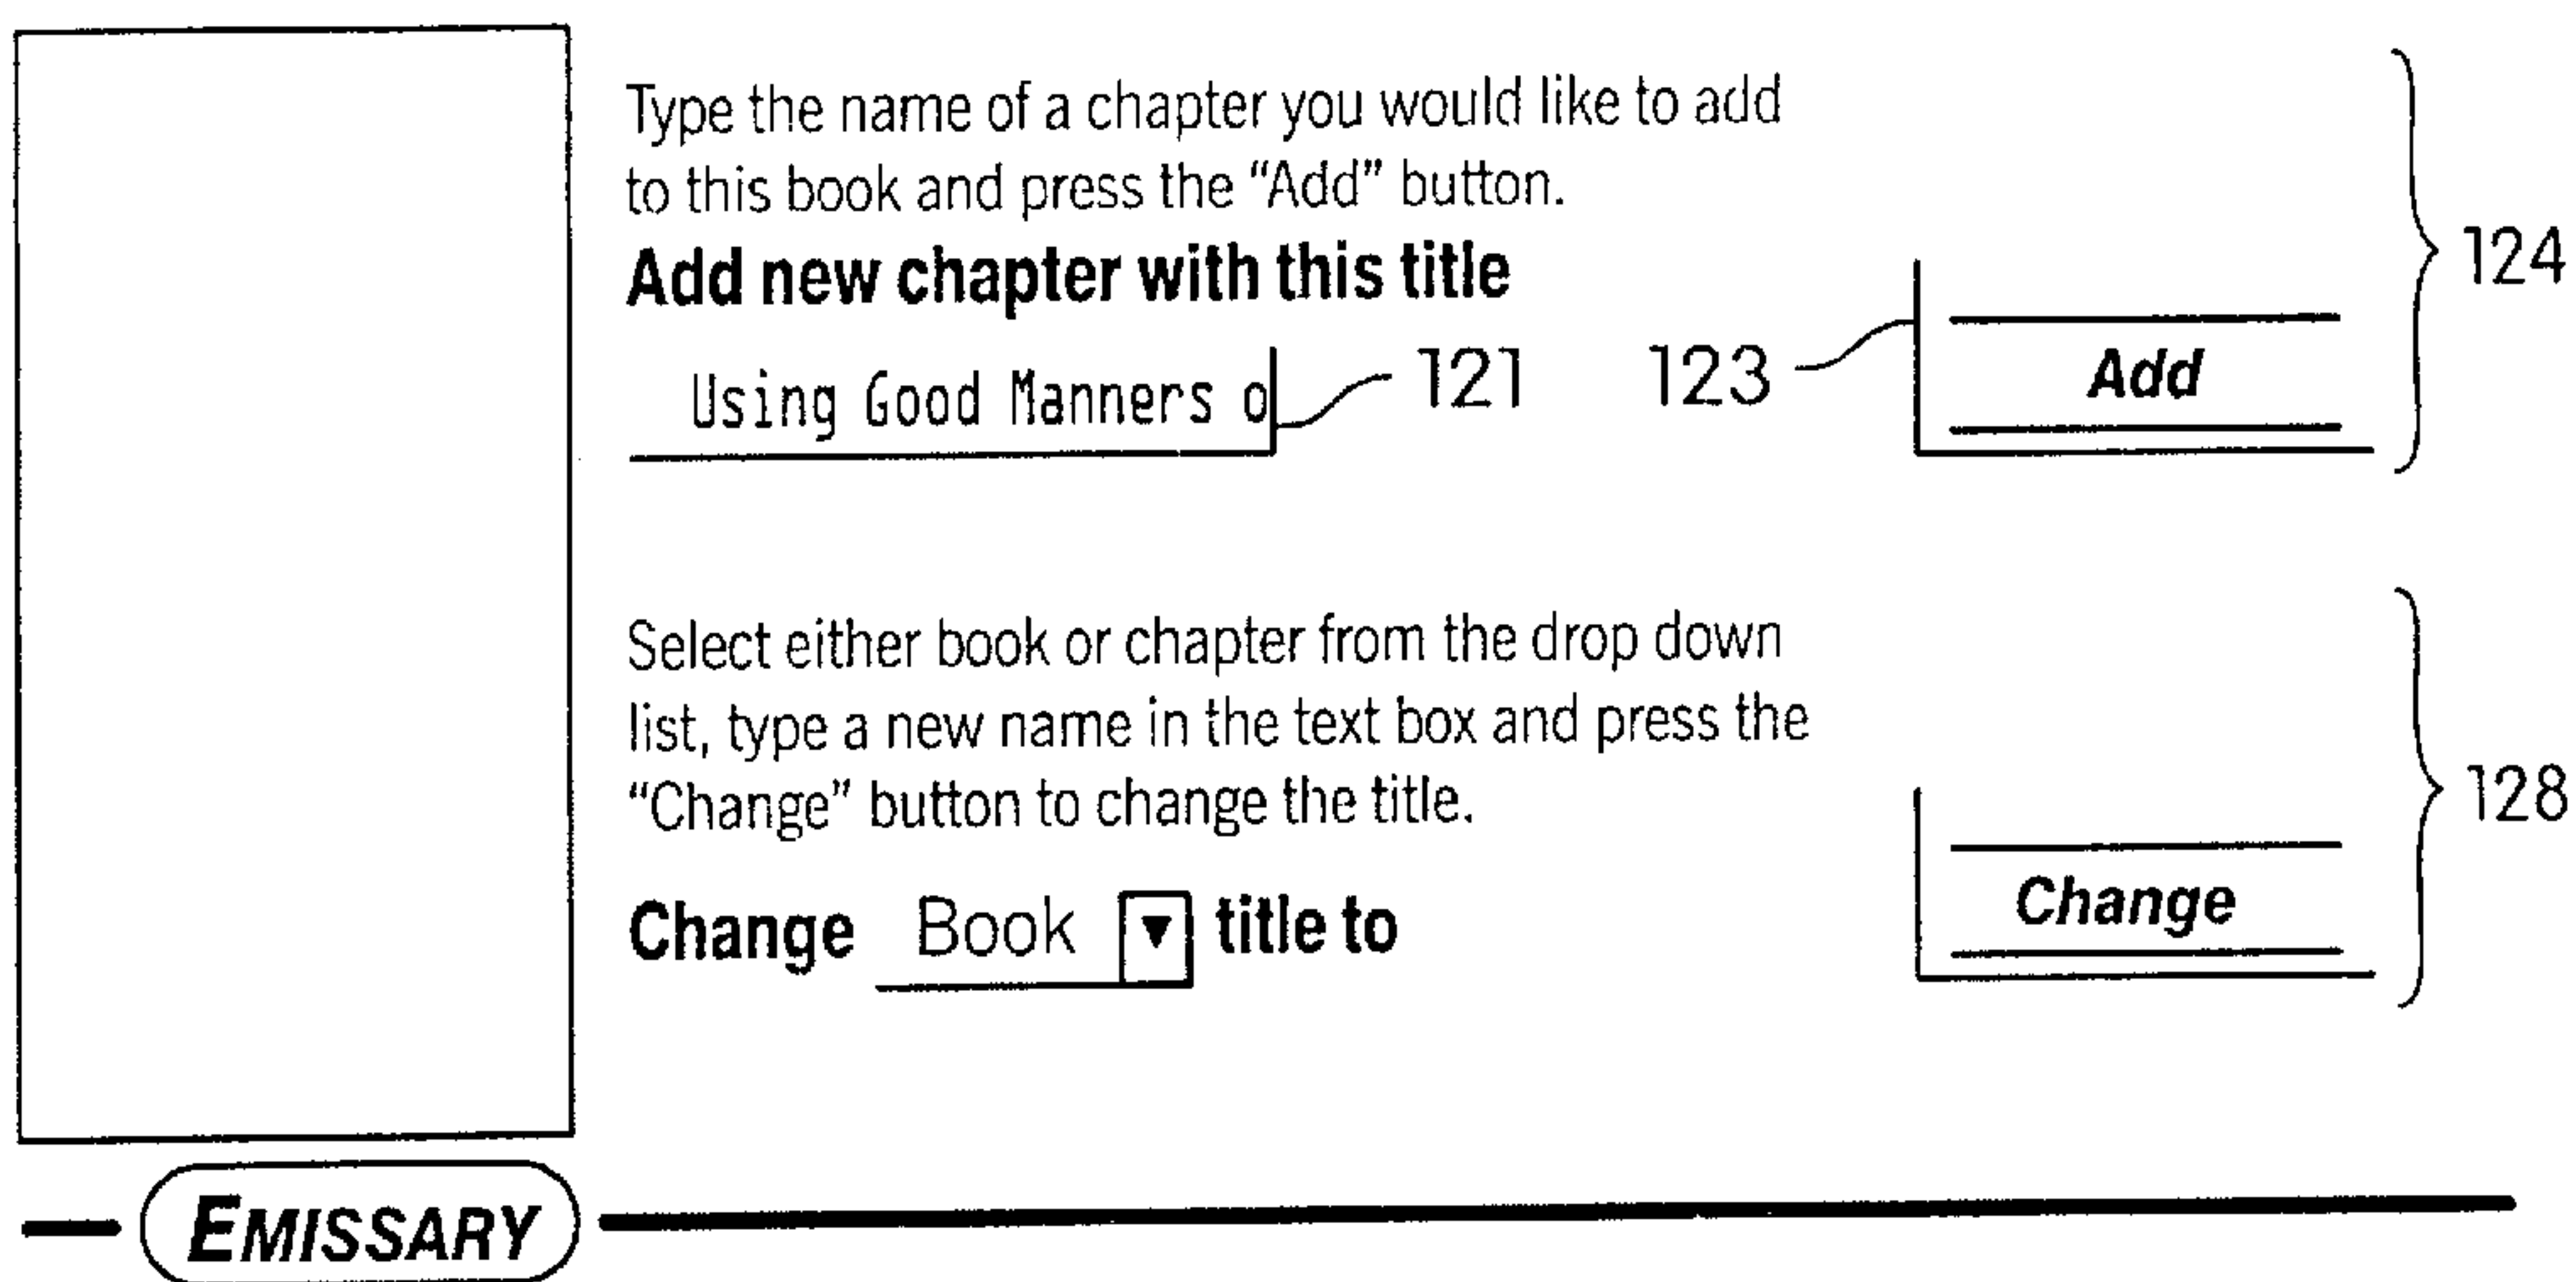 Type the name of a chapter you would like to add
to this book and press the “Add” button.
Add new chapter with this title
124
Using Good Manners o
121
123
Add
Select either book or chapter from the drop down
list, type a new name in the text box and press the
“Change” button to change the title.
128
Change Book ▼ title to
Change
EMISSARY